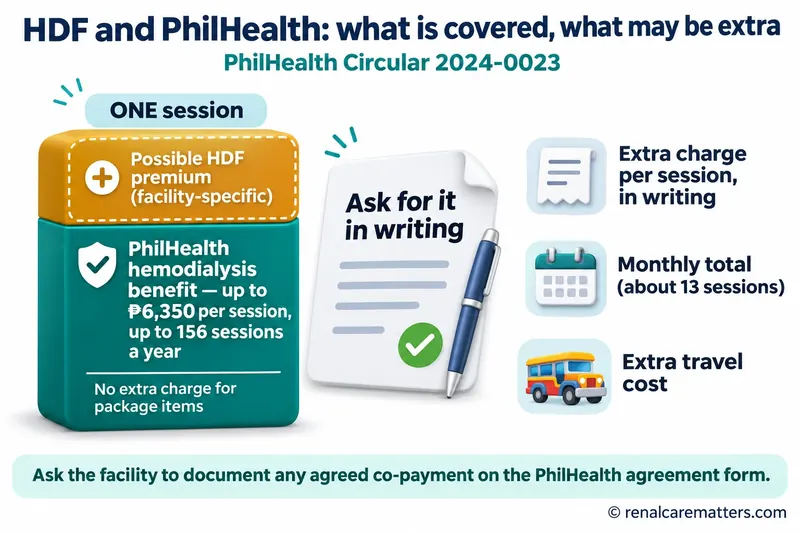 HDF and PhilHealth: what is covered, what may be extra
PhilHealth Circular 2024-0023
ONE session
Possible HDF
premium
(facility-specific)
PhilHealth
hemodialysis
benefit — up to
₱6,350 per session,
up to 156 sessions
a year
No extra charge for
package items
Ask for it
in writing
Extra charge
per session,
in writing
Monthly total
(about 13 sessions)
Extra travel
cost
Ask the facility to document any agreed co-payment on the PhilHealth agreement form.
© renalcarematters.com